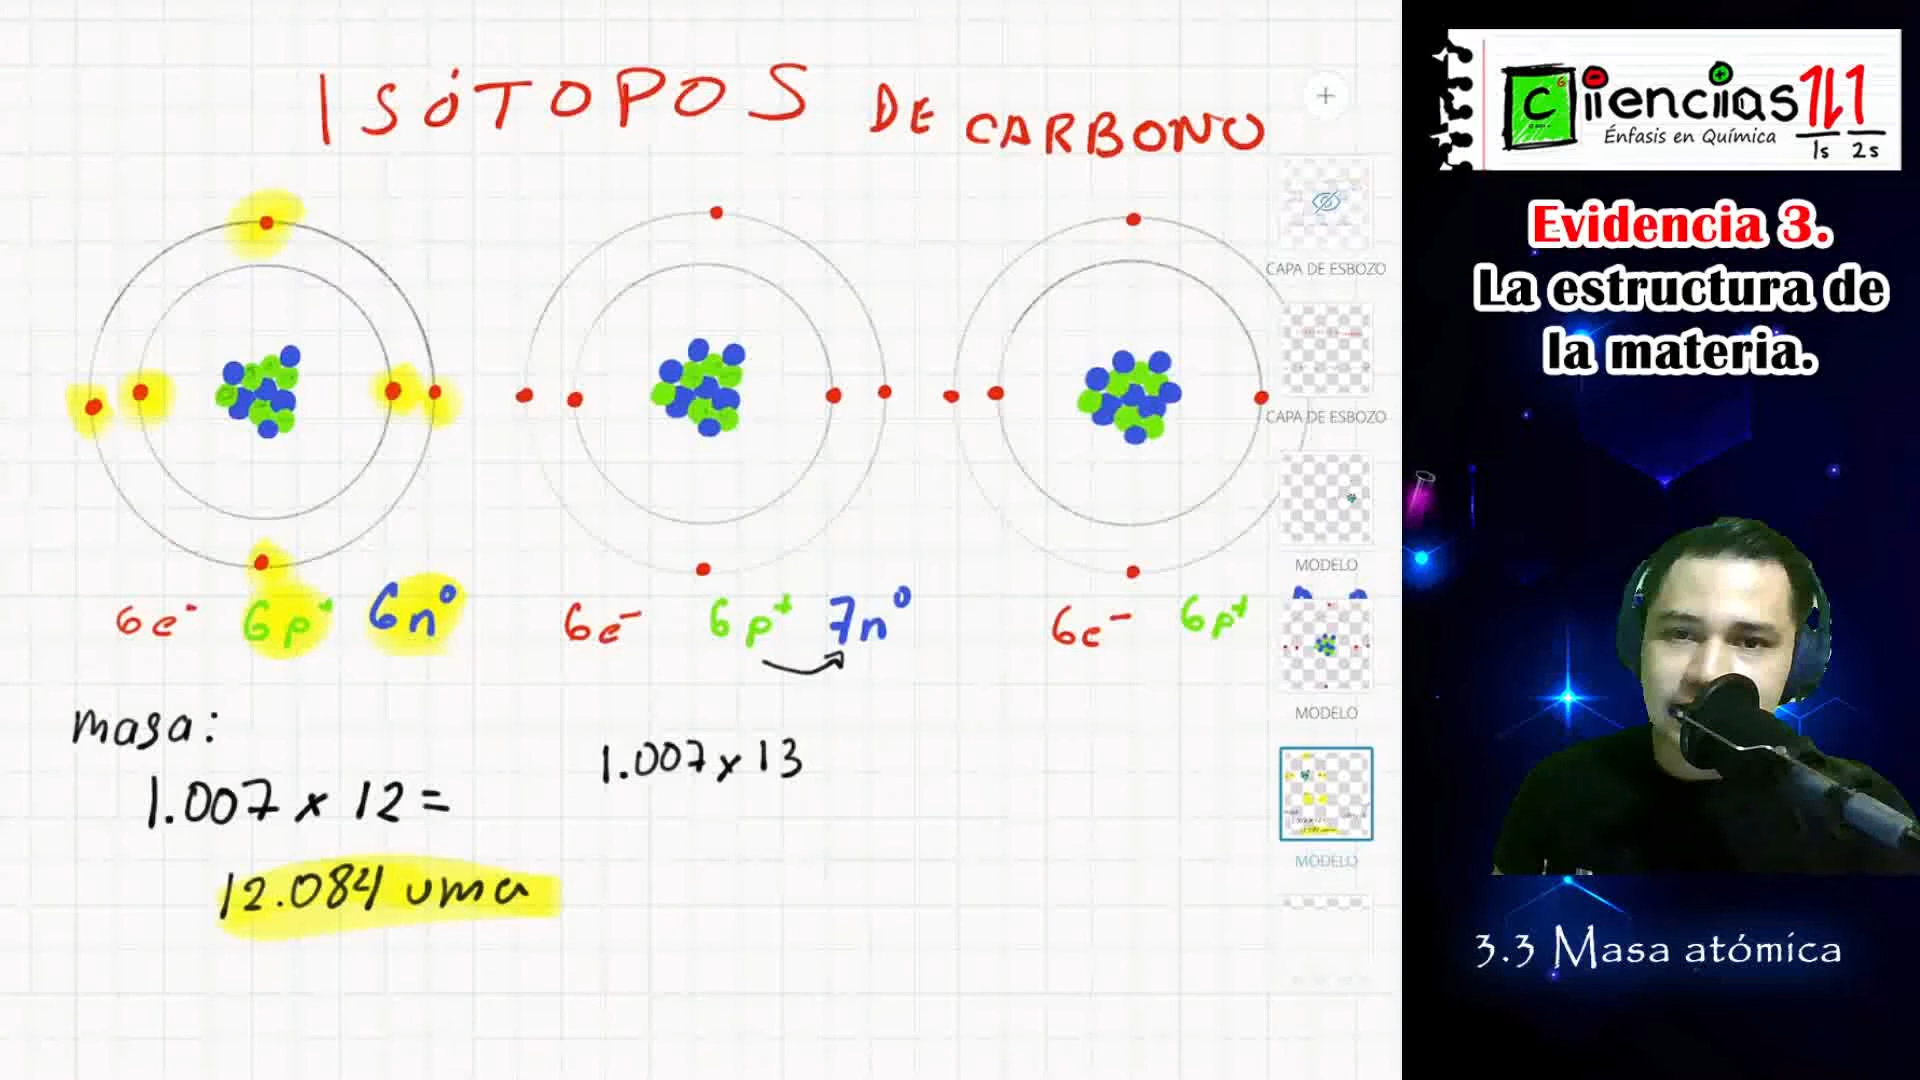 ISÓTOPOS DE CARBONO
6e- 6p+ 6n0
6e- 6p+ 7n0
6e- 6p+
masa:
1.007 x 12 =
12.084 uma
1.007 x 13
CAPA DE ESBOZO
CAPA DE ESBOZO
MODELO
MODELO
MODELO
Ciienciias111
Énfasis en Química
1s 2s
Evidencia 3.
La estructura de
la materia.
3.3 Masa atómica